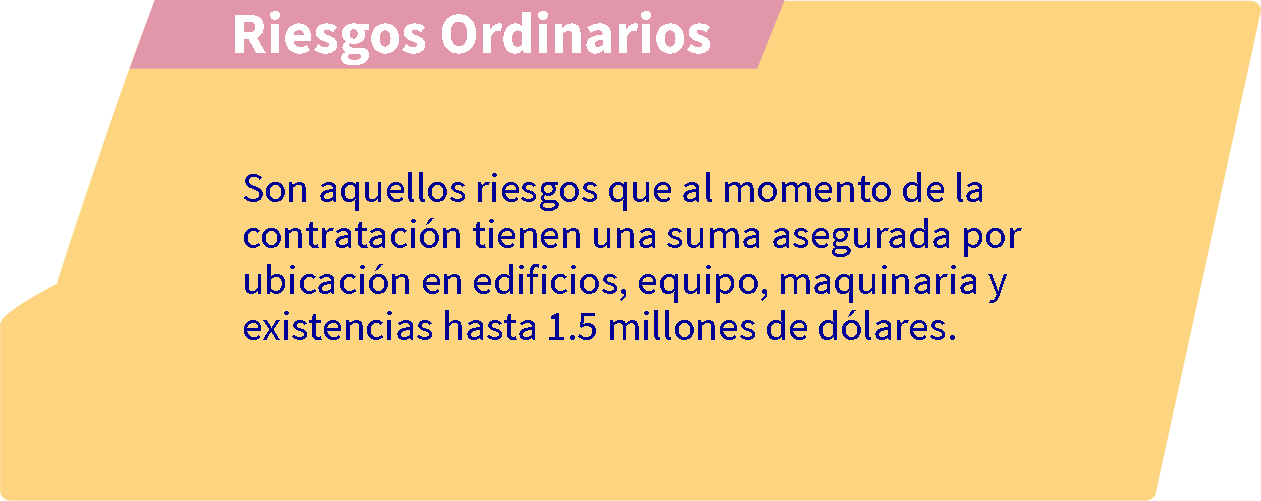 Riesgos Ordinarios
Son aquellos riesgos que al momento de la
contratación tienen una suma asegurada por
ubicación en edificios, equipo, maquinaria y
existencias hasta 1.5 millones de dólares.